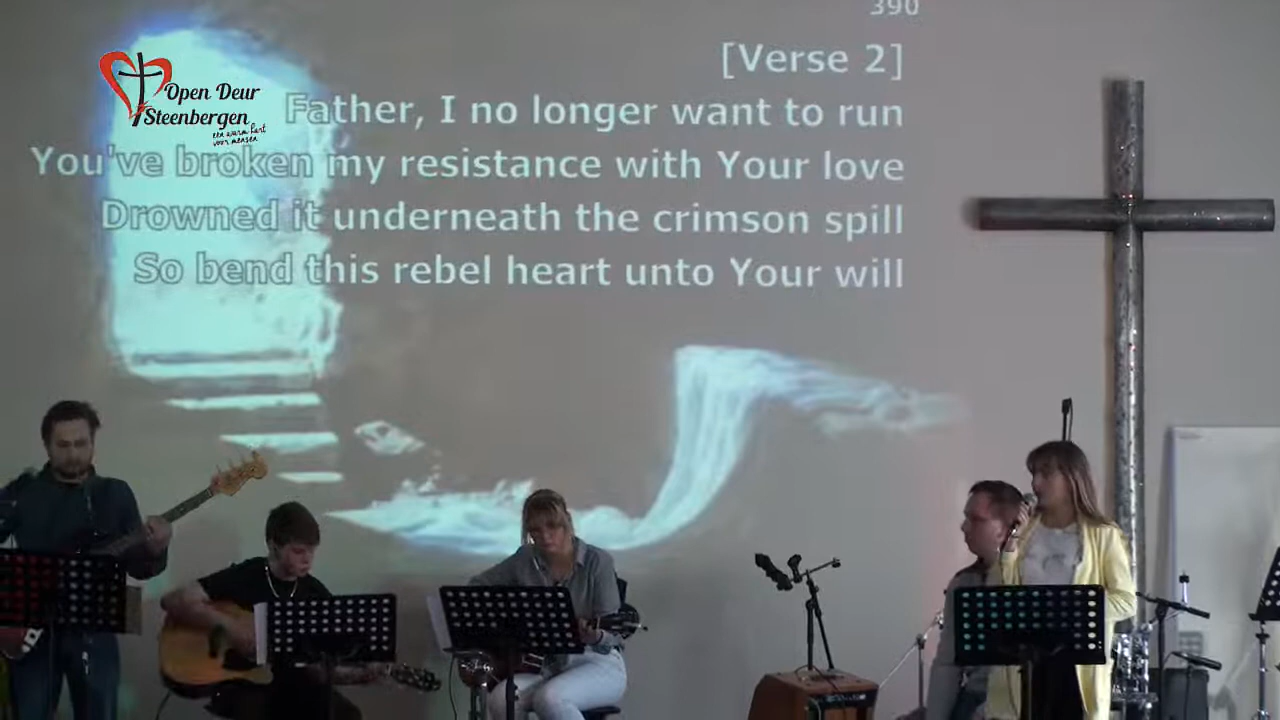 390
[Verse 2]
Father, I no longer want to run
You've broken my resistance with Your love
Drowned it underneath the crimson spill
So bend this rebel heart unto Your will
Open Deur
Steenbergen
een warm hart
voor mensen